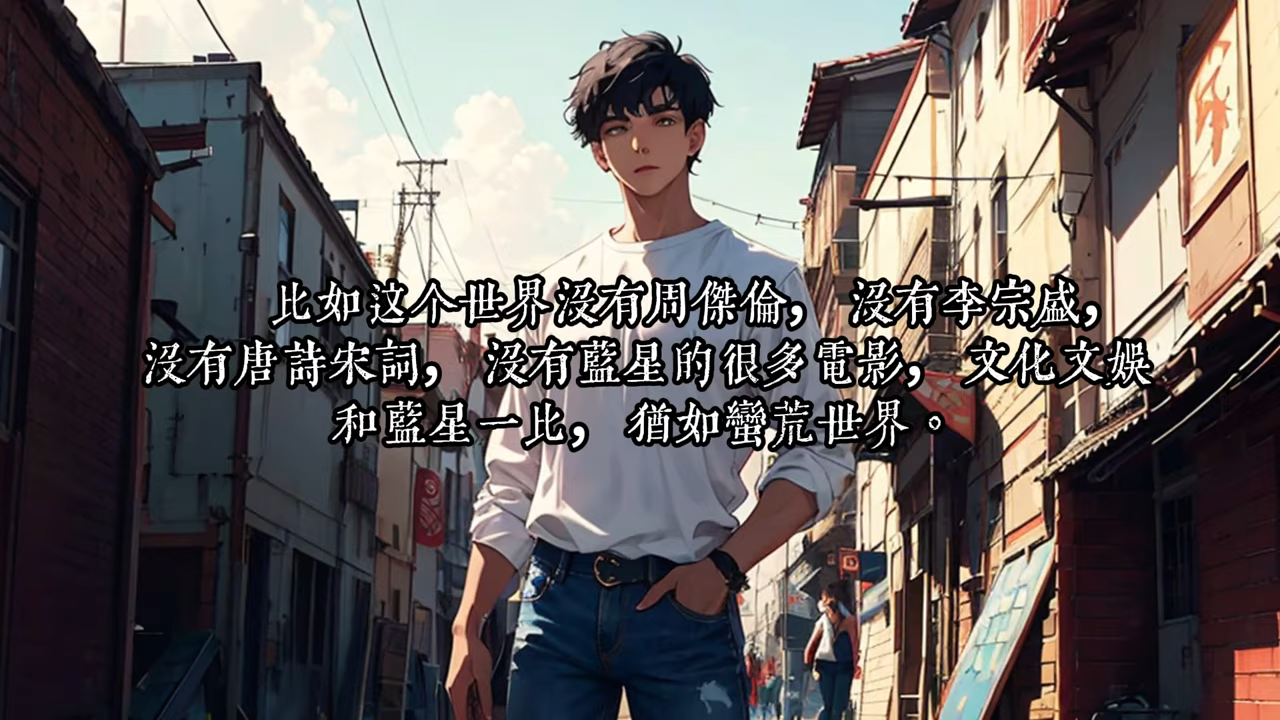 比如这个世界没有周傑倫，没有李宗盛，
没有唐詩宋詞，没有藍星的很多電影，文化文娛
和藍星一比，猶如蠻荒世界。